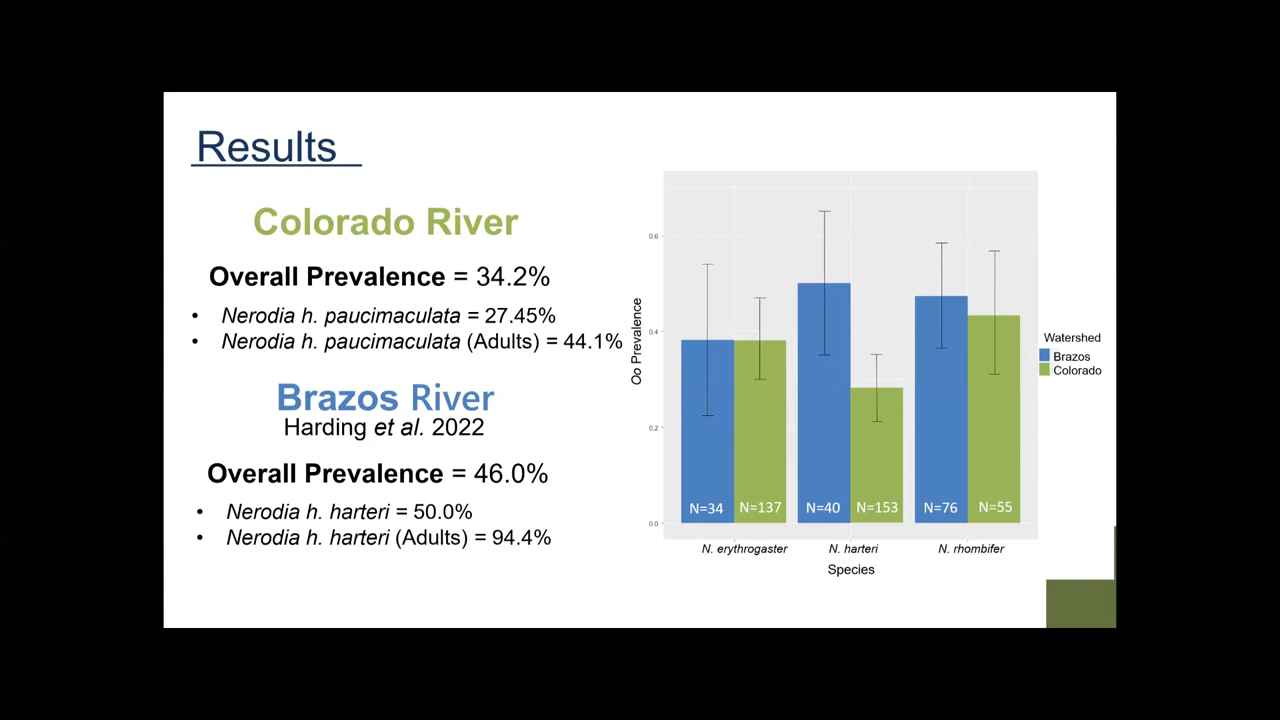 Results
Colorado River
Overall Prevalence = 34.2%
• Nerodia h. paucimaculata = 27.45%
• Nerodia h. paucimaculata (Adults) = 44.1%
Brazos River
Harding et al. 2022
Overall Prevalence = 46.0%
• Nerodia h. harteri = 50.0%
• Nerodia h. harteri (Adults) = 94.4%
Oo Prevalence
0.6
0.4
0.2
0.0
N=34
N=137
N=40
N=153
N=76
N=55
N. erythrogaster
N. harteri
N. rhombifer
Species
Watershed
Brazos
Colorado